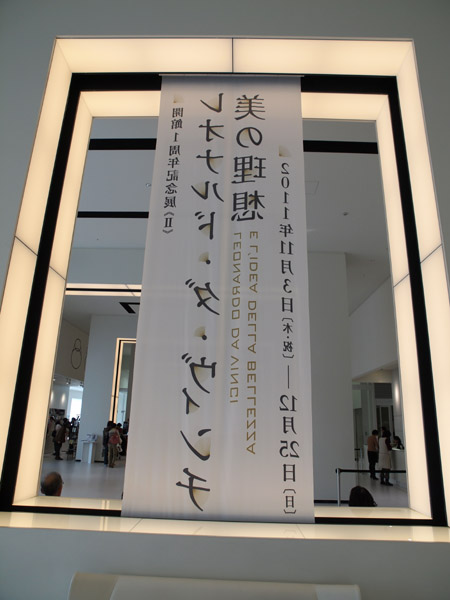 開館1周年記念展《Ⅱ》
レオナルド・ダ・ヴィンチ
美の理想
LEONARDO DA VINCI
E L'IDEA DELLA BELLEZZA
2011年11月3日［木・祝］— 12月25日［日］